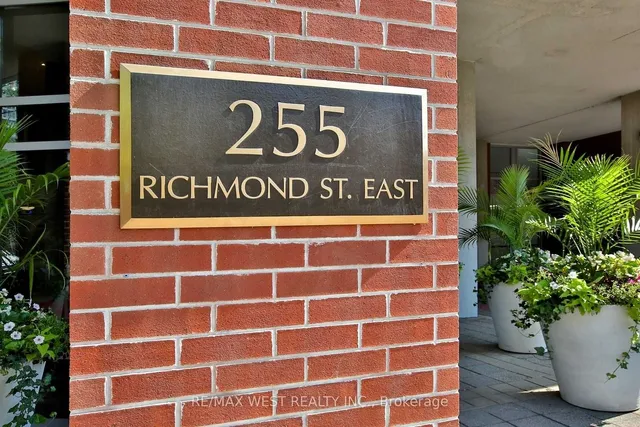 255
RICHMOND ST. EAST
RE/MAX WEST REALTY INC., Brokerage